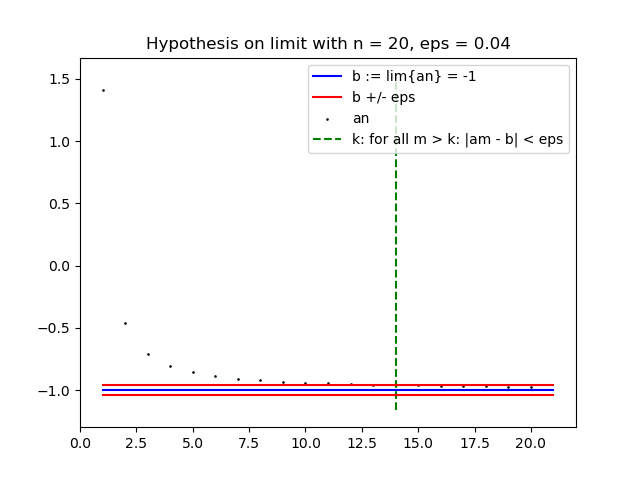 Hypothesis on limit with n = 20, eps = 0.04
b := lim{an} = -1
b +/- eps
an
k: for all m > k: |am - b| < eps
1.5
1.0
0.5
0.0
−0.5
−1.0
0.0 2.5 5.0 7.5 10.0 12.5 15.0 17.5 20.0